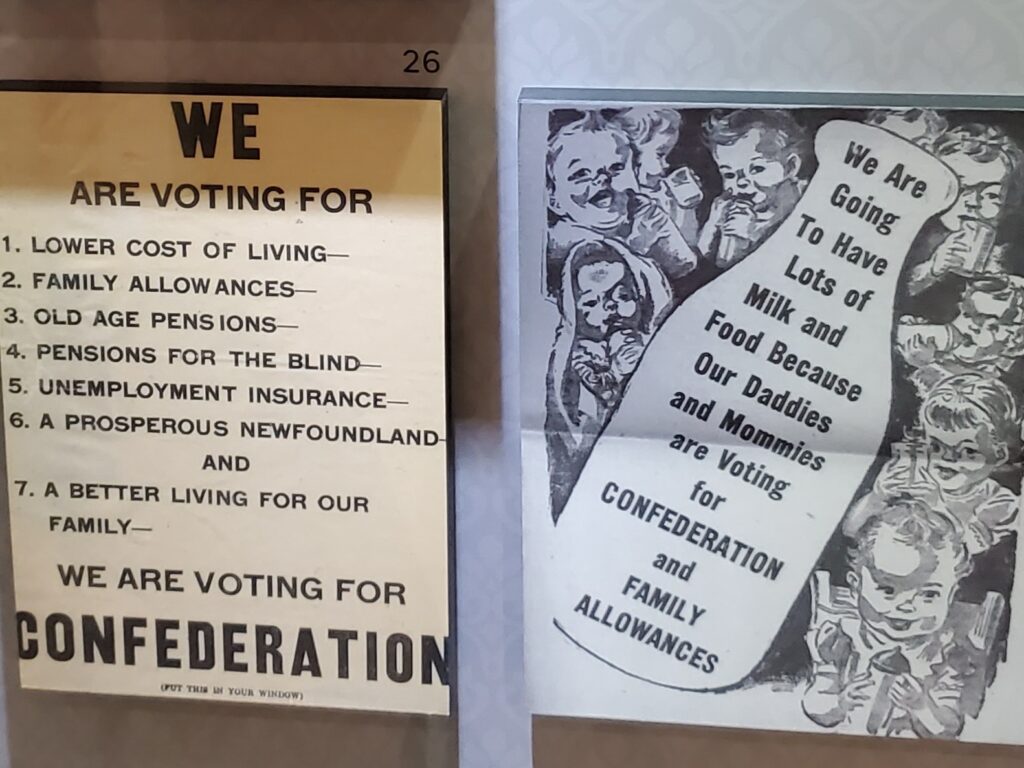 26
WE
ARE VOTING FOR
1. LOWER COST OF LIVING—
2. FAMILY ALLOWANCES—
3. OLD AGE PENSIONS—
4. PENSIONS FOR THE BLIND—
5. UNEMPLOYMENT INSURANCE—
6. A PROSPEROUS NEWFOUNDLAND—
AND
7. A BETTER LIVING FOR OUR
FAMILY—
WE ARE VOTING FOR
CONFEDERATION
(PUT THIS IN YOUR WINDOW)
We Are
Going
To Have
Lots of
Milk and
Food Because
Our Daddies
and Mommies
are Voting
for
CONFEDERATION
and
FAMILY
ALLOWANCES